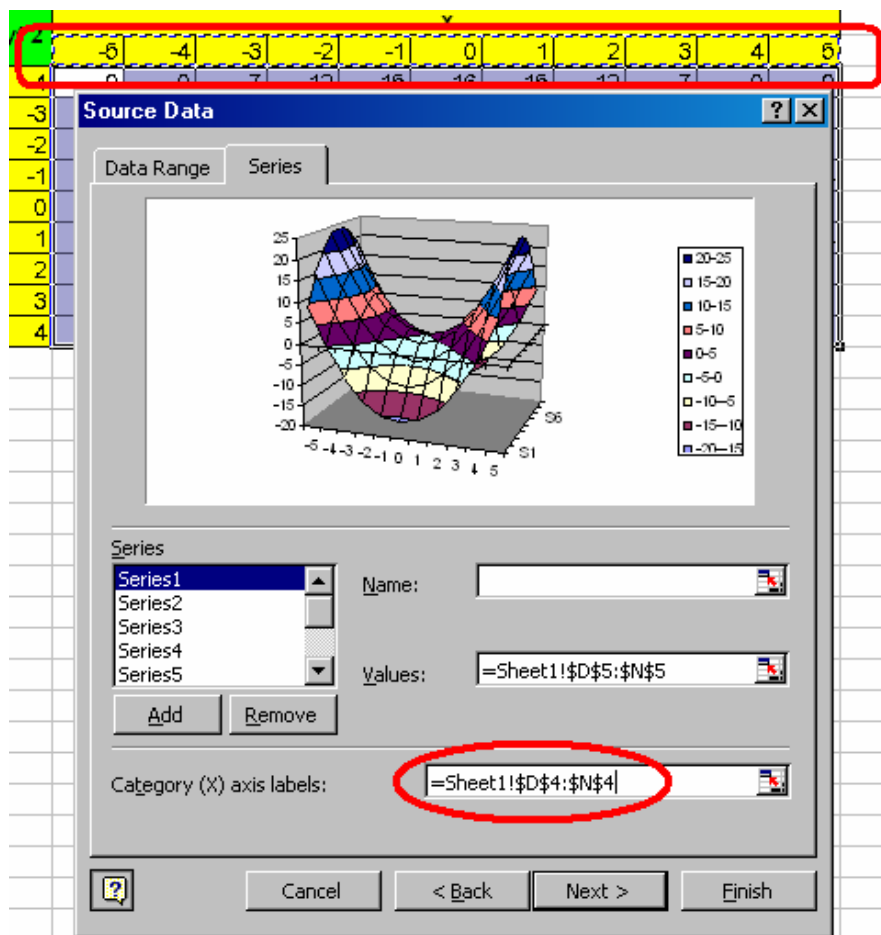 -5 -4 -3 -2 -1 0 1 2 3 4 5
-3
-2
-1
0
1
2
3
4
Source Data
Data Range Series
25
20
15
10
5
0
-5
-10
-15
-20
-5 -4 -3 -2 -1 0 1 2 3 4 5
S1
S6
20-25
15-20
10-15
5-10
0-5
-5-0
-10--5
-15--10
-20--15
Series
Series1
Series2
Series3
Series4
Series5
Name:
Values: =Sheet1!$D$5:$N$5
Add Remove
Category (X) axis labels: =Sheet1!$D$4:$N$4
Cancel < Back Next > Finish